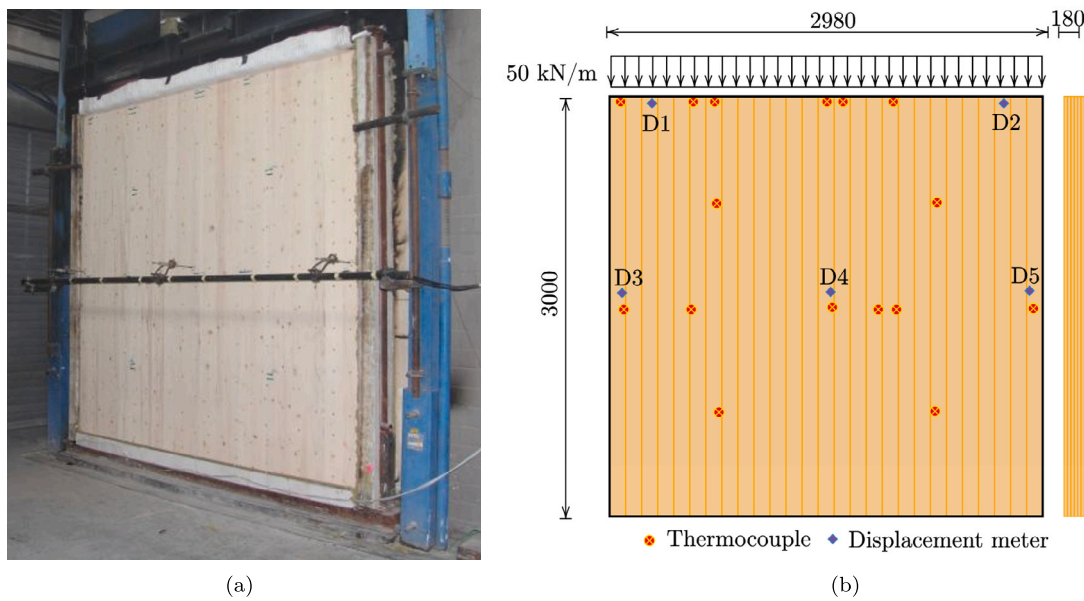 2980
180
50 kN/m
D1
D2
3000
D3
D4
D5
Thermocouple
Displacement meter
(a)
(b)